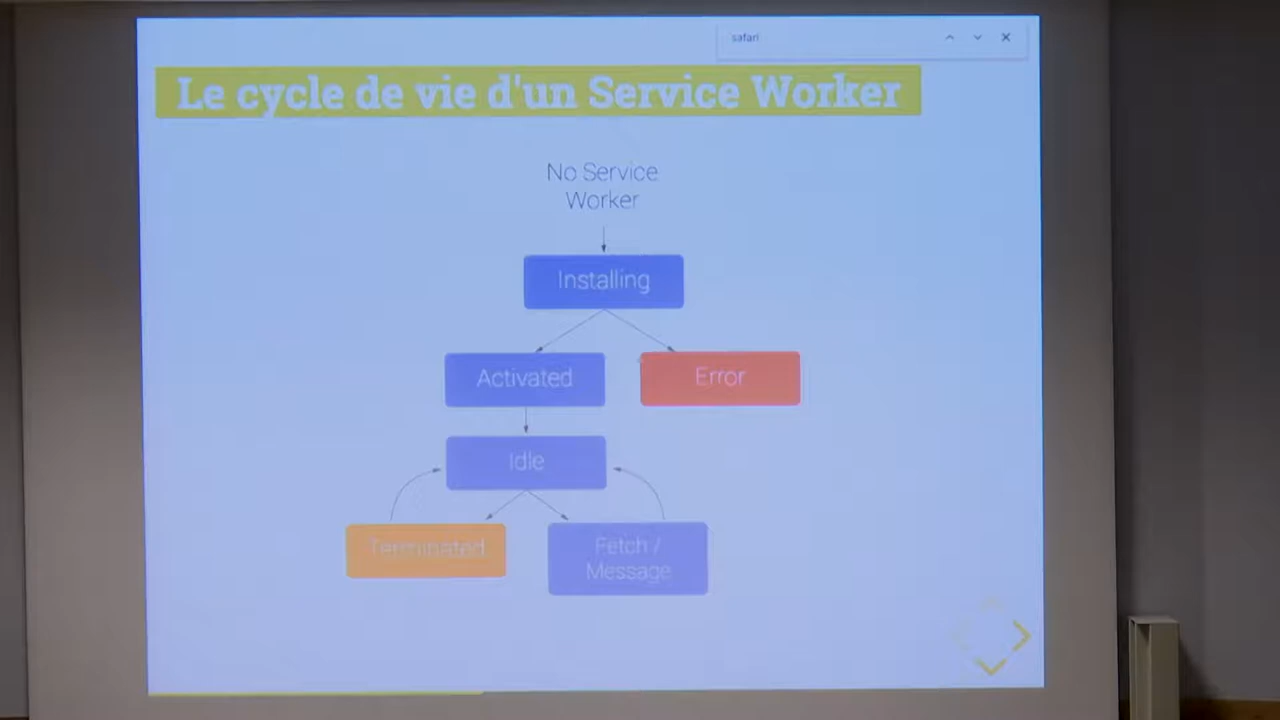 safari
Le cycle de vie d'un Service Worker
No Service
Worker
Installing
Activated
Error
Idle
Terminated
Fetch /
Message